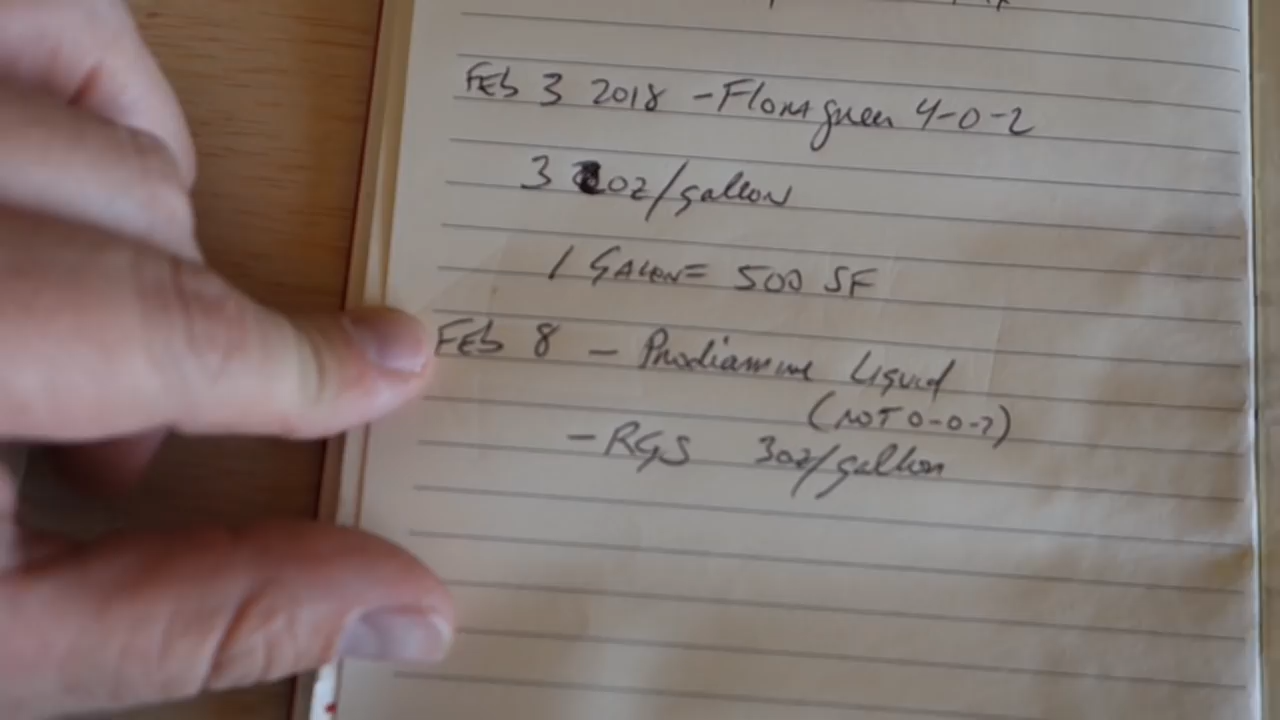 FEB 3 2018 - Flora green 4-0-2
3 oz/gallon
1 GALLON = 500 SF
FEB 8 - Prodiamine Liquid
(NOT 0-0-7)
- RGS 3oz/gallon